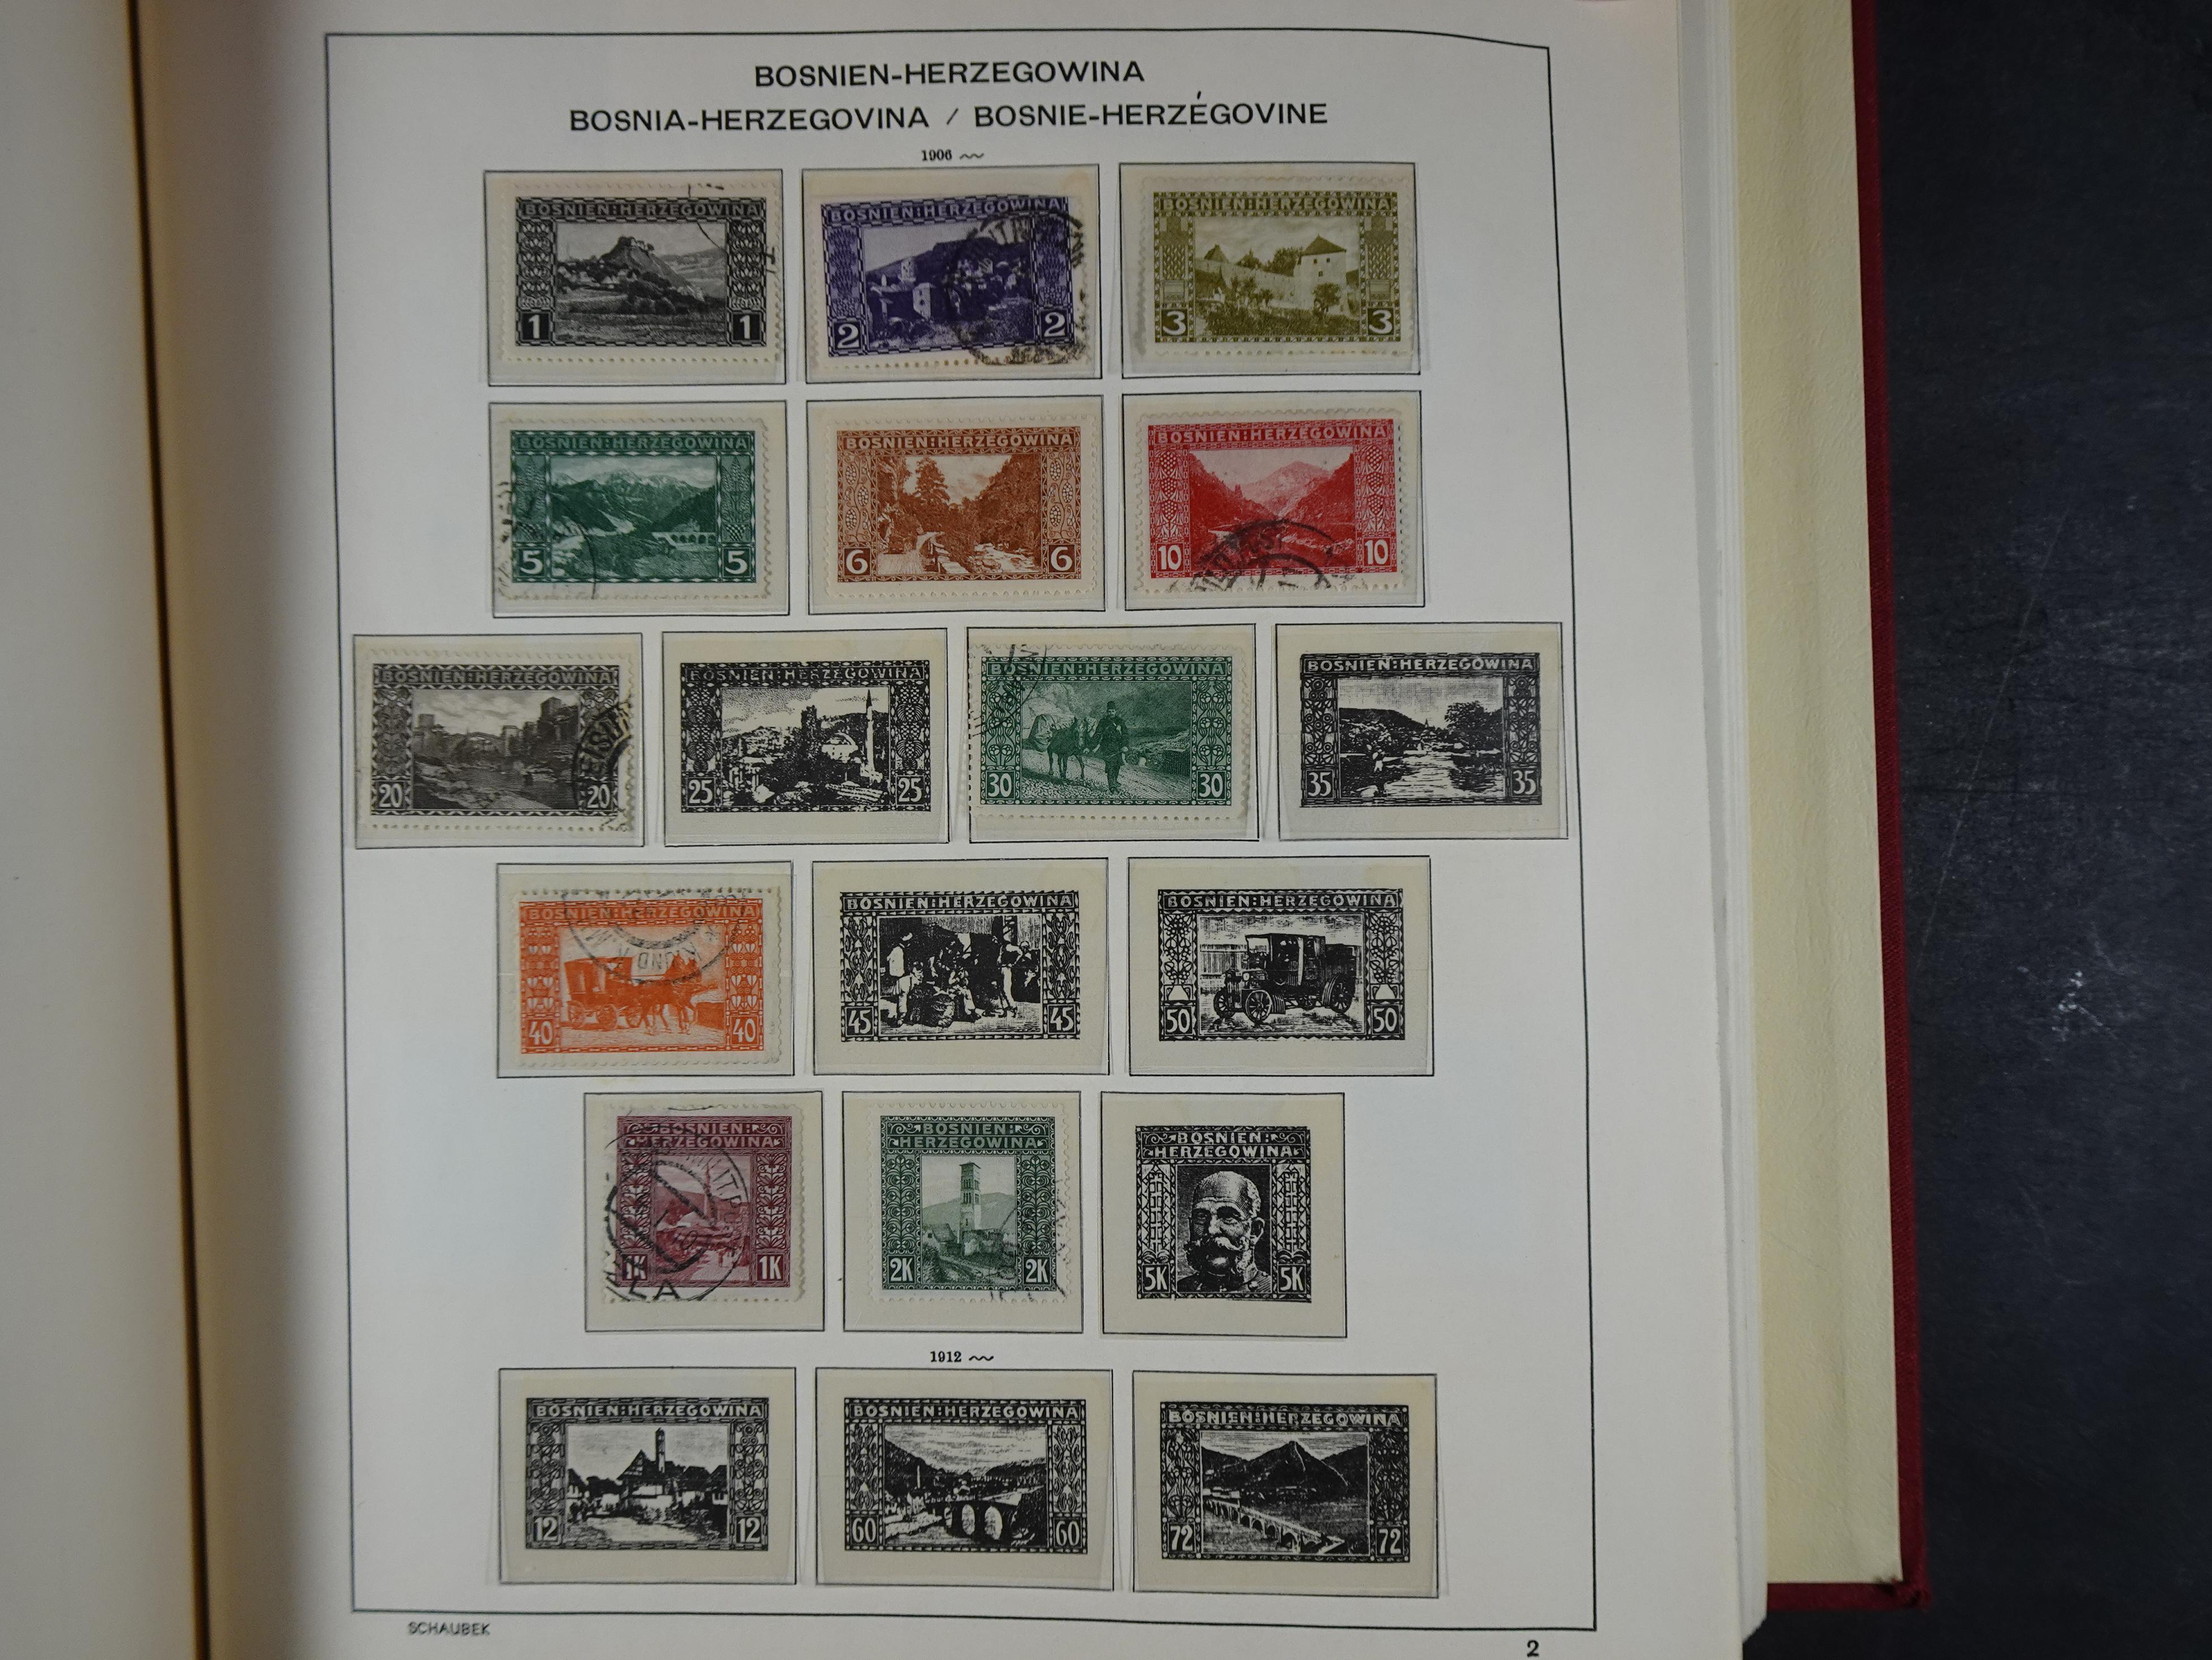 BOSNIEN-HERZEGOWINA
BOSNIA-HERZEGOVINA / BOSNIE-HERZÉGOVINE
1906
BOSNIEN:HERZEGOWINA
1 1
BOSNIEN:HERZEGOWINA
2 2
BOSNIEN:HERZEGOWINA
3 3
BOSNIEN:HERZEGOWINA
5 5
BOSNIEN:HERZEGOWINA
6 6
BOSNIEN:HERZEGOWINA
10 10
BOSNIEN:HERZEGOWINA
20 20
BOSNIEN:HERZEGOWINA
25 25
BOSNIEN:HERZEGOWINA
30 30
BOSNIEN:HERZEGOWINA
35 35
BOSNIEN:HERZEGOWINA
40 40
BOSNIEN:HERZEGOWINA
45 45
BOSNIEN:HERZEGOWINA
50 50
BOSNIEN:
HERZEGOWINA
1K 1K
BOSNIEN:
HERZEGOWINA
2K 2K
BOSNIEN:
HERZEGOWINA
5K 5K
1912
BOSNIEN:HERZEGOWINA
12 12
BOSNIEN:HERZEGOWINA
60 60
BOSNIEN:HERZEGOWINA
72 72
SCHAUBEK
2